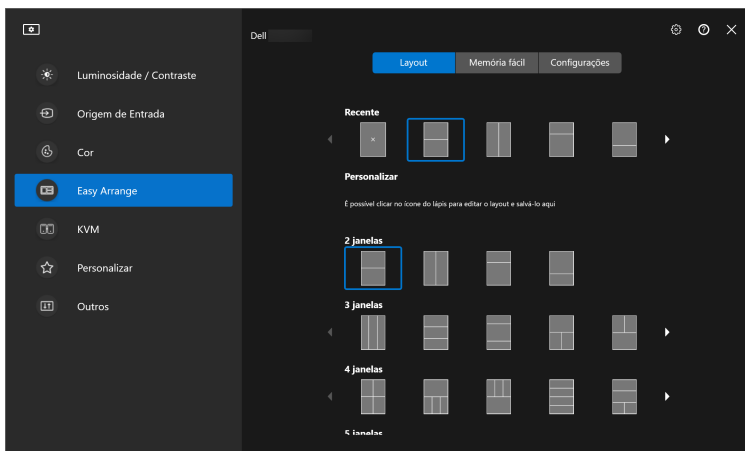 Dell
Layout
Memória fácil
Configurações
Luminosidade / Contraste
Origem de Entrada
Cor
Easy Arrange
KVM
Personalizar
Outros
Recente
Personalizar
É possível clicar no ícone do lápis para editar o layout e salvá-lo aqui
2 janelas
3 janelas
4 janelas
5 janelas